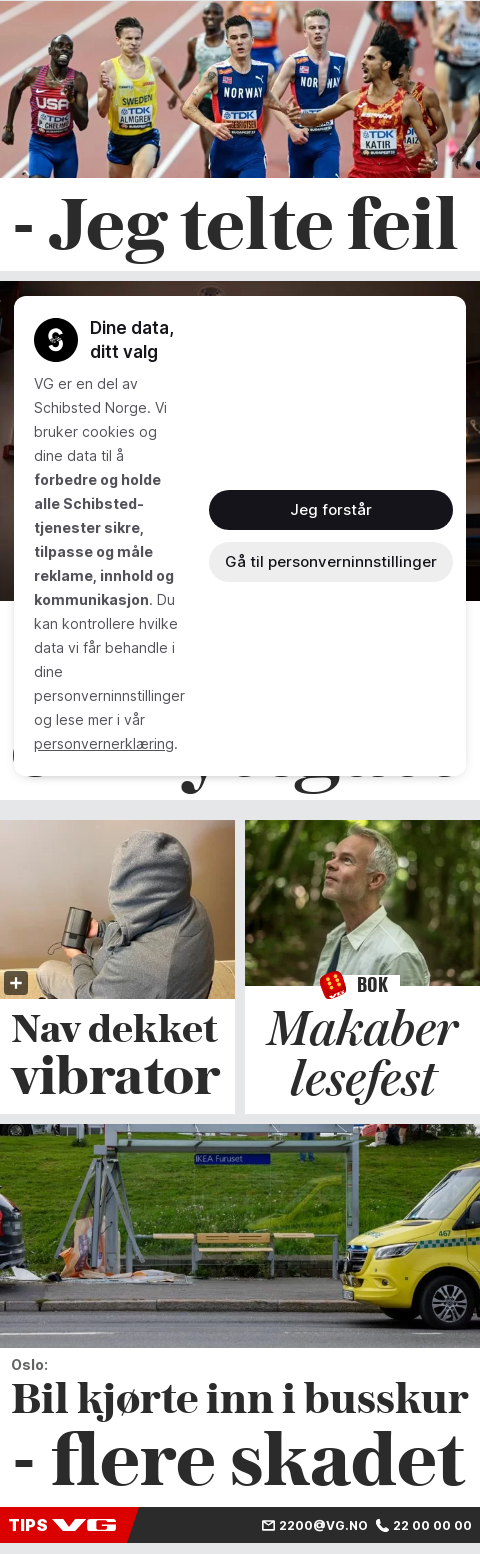 USA
CHELIMO
SWEDEN
TDK
ALMGREN
NORWAY
TDK
NORWAY
TDK
KATIR
BUDAPEST23
- Jeg telte feil
Dine data,
ditt valg
VG er en del av
Schibsted Norge. Vi
bruker cookies og
dine data til å
forbedre og holde
alle Schibsted-
tjenester sikre,
tilpasse og måle
reklame, innhold og
kommunikasjon. Du
kan kontrollere hvilke
data vi får behandle i
dine
personverninnstillinger
og lese mer i vår
personvernerklæring.
Jeg forstår
Gå til personverninnstillinger
BOK
Nav dekket
vibrator
Makaber
lesefest
IKEA Furuset
467
Oslo:
Bil kjørte inn i busskur
- flere skadet
TIPS VG
2200@VG.NO 22 00 00 00